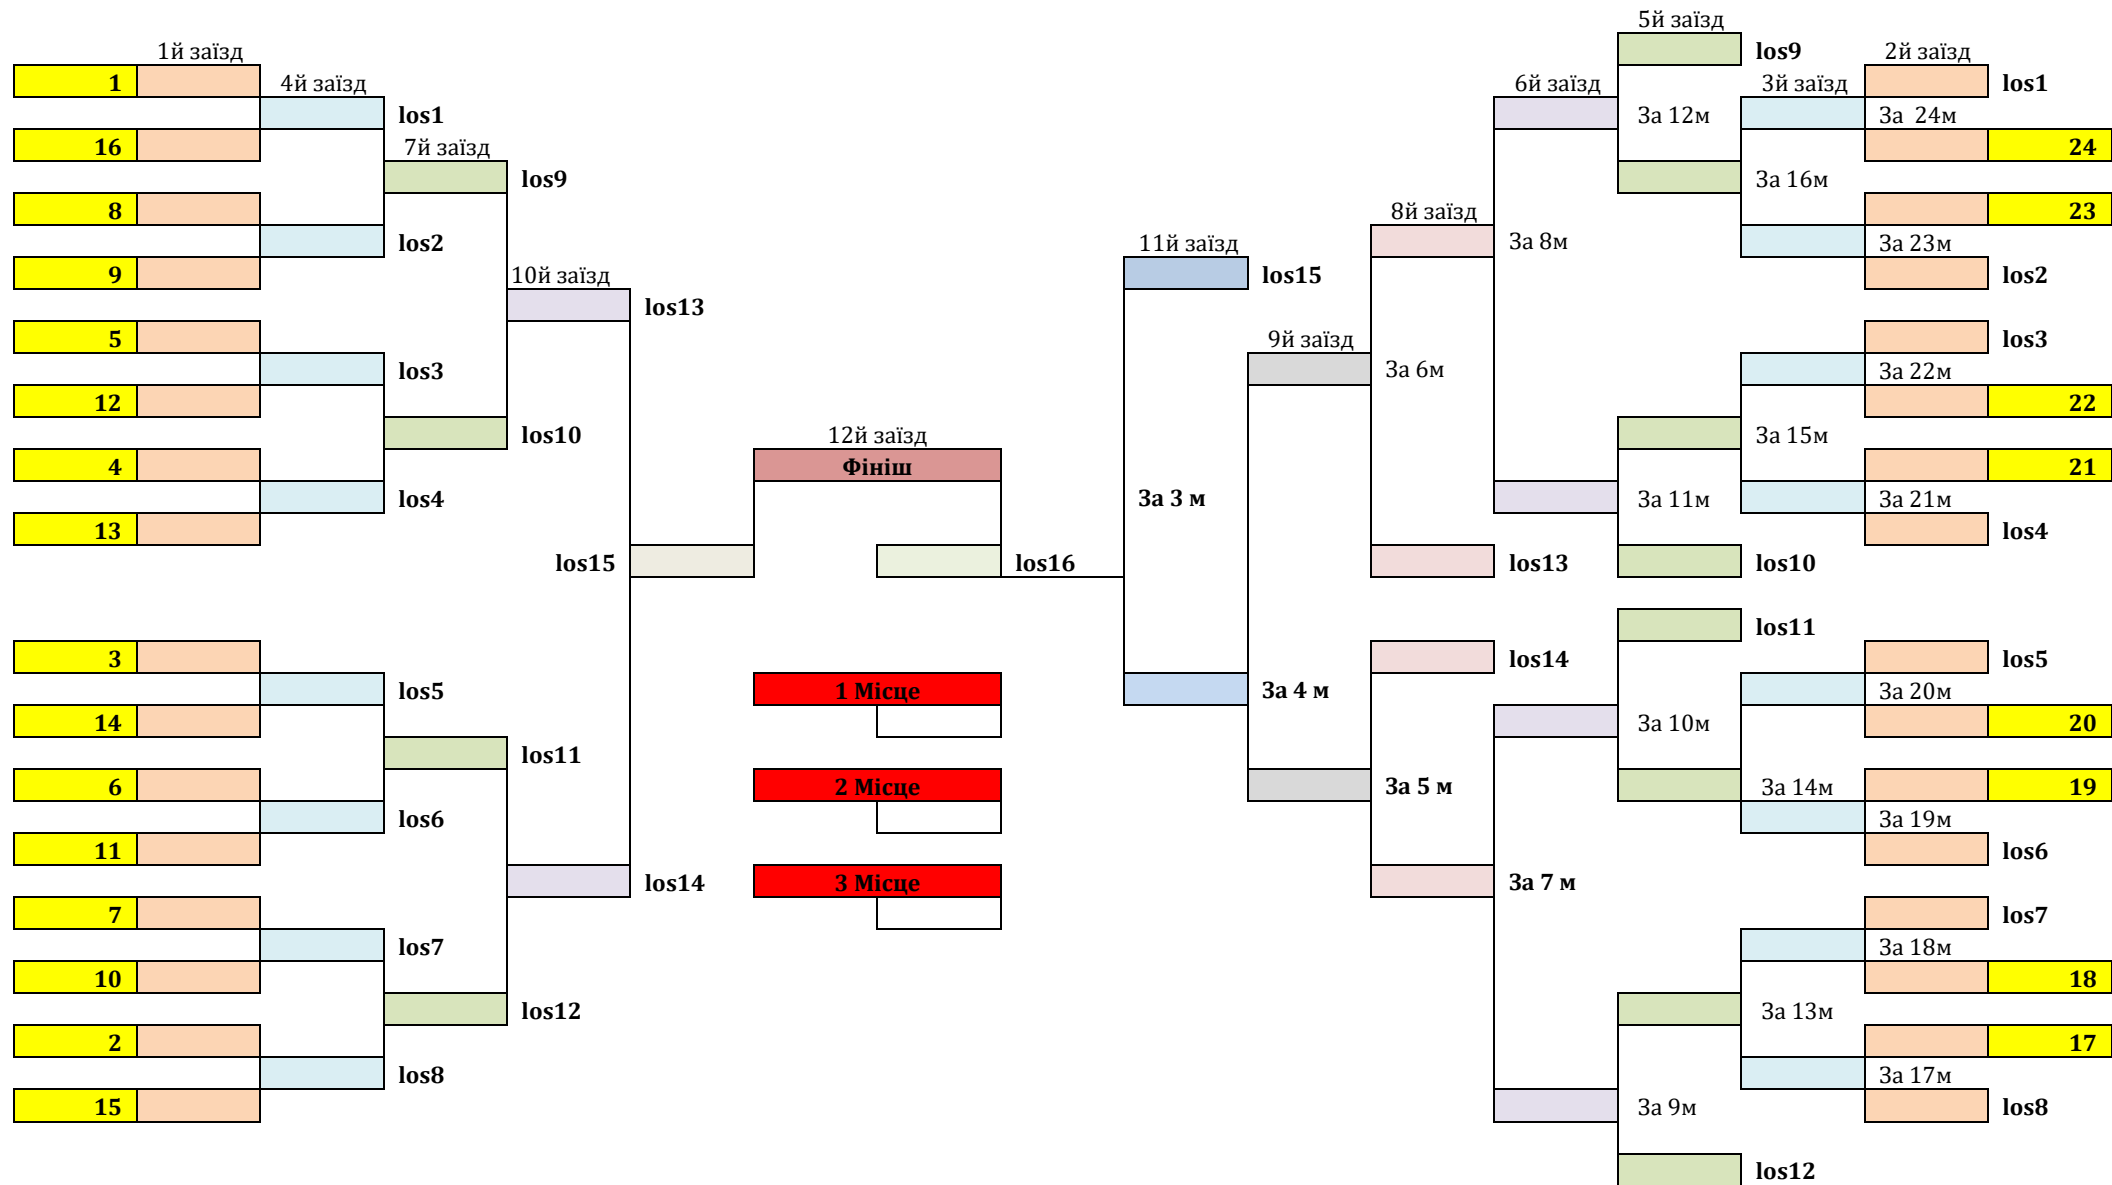 5й заїзд
1й заїзд los9 2й заїзд
1 4й заїзд 6й заїзд 3й заїзд los1
los1 За 12м За  24м
16 7й заїзд 24
los9 За 16м
8 8й заїзд 23
los2 11й заїзд За 8м За 23м
9 10й заїзд los15 los2
los13
5 9й заїзд los3
los3 За 6м За 22м
12 22
los10 12й заїзд За 15м
4 Фініш 21
los4 За 3 м За 11м За 21м
13 los4
los15 los16 los13 los10
los11
3 los14 los5
los5 1 Місце За 4 м За 20м
14 За 10м 20
los11
6 2 Місце За 5 м За 14м 19
los6 За 19м
11 los6
los14 3 Місце За 7 м
7 los7
los7 За 18м
10 18
los12 За 13м
2 17
los8 За 17м
15 За 9м los8
los12